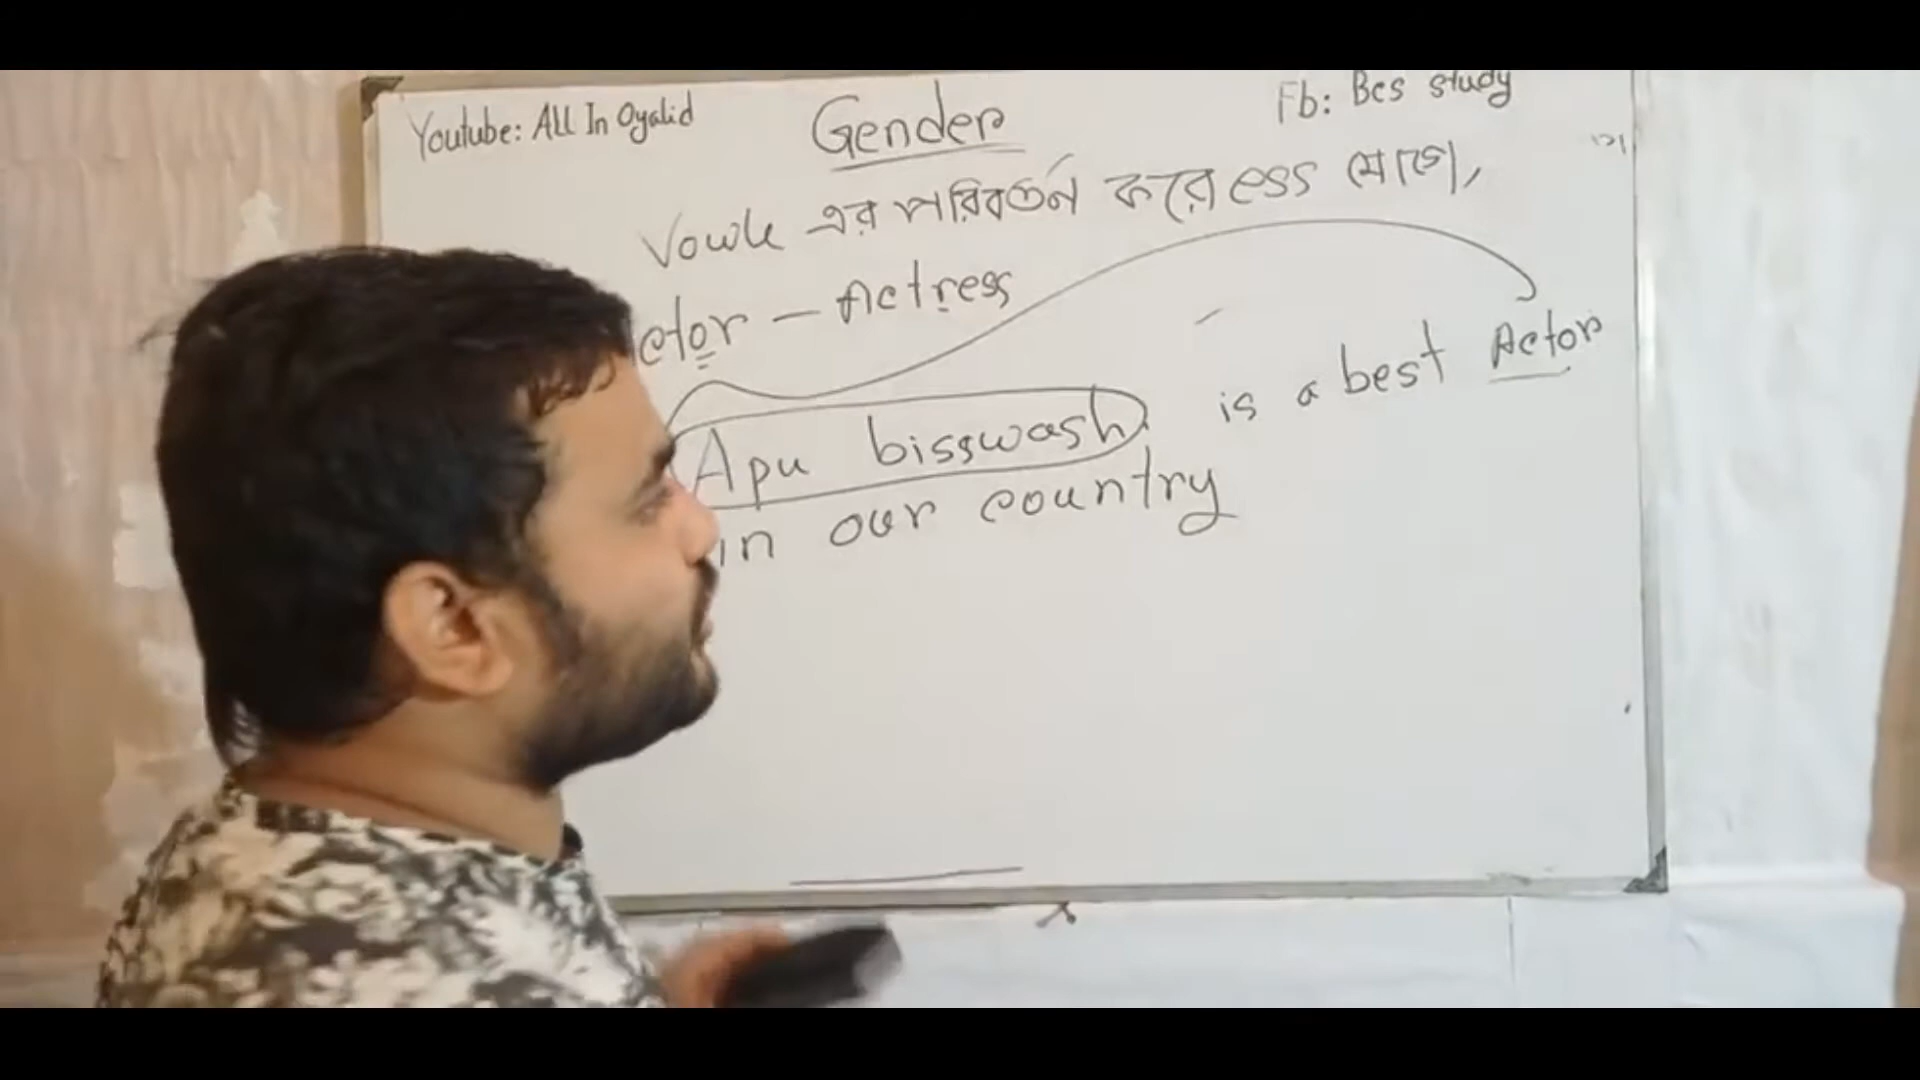 Youtube: All In Oyalid
Gender
Fb: Bcs study
Vowle এর পরিবর্তন করে ess যোগে,
ctor — Actress
Apu bisswash is a best Actor
in our country